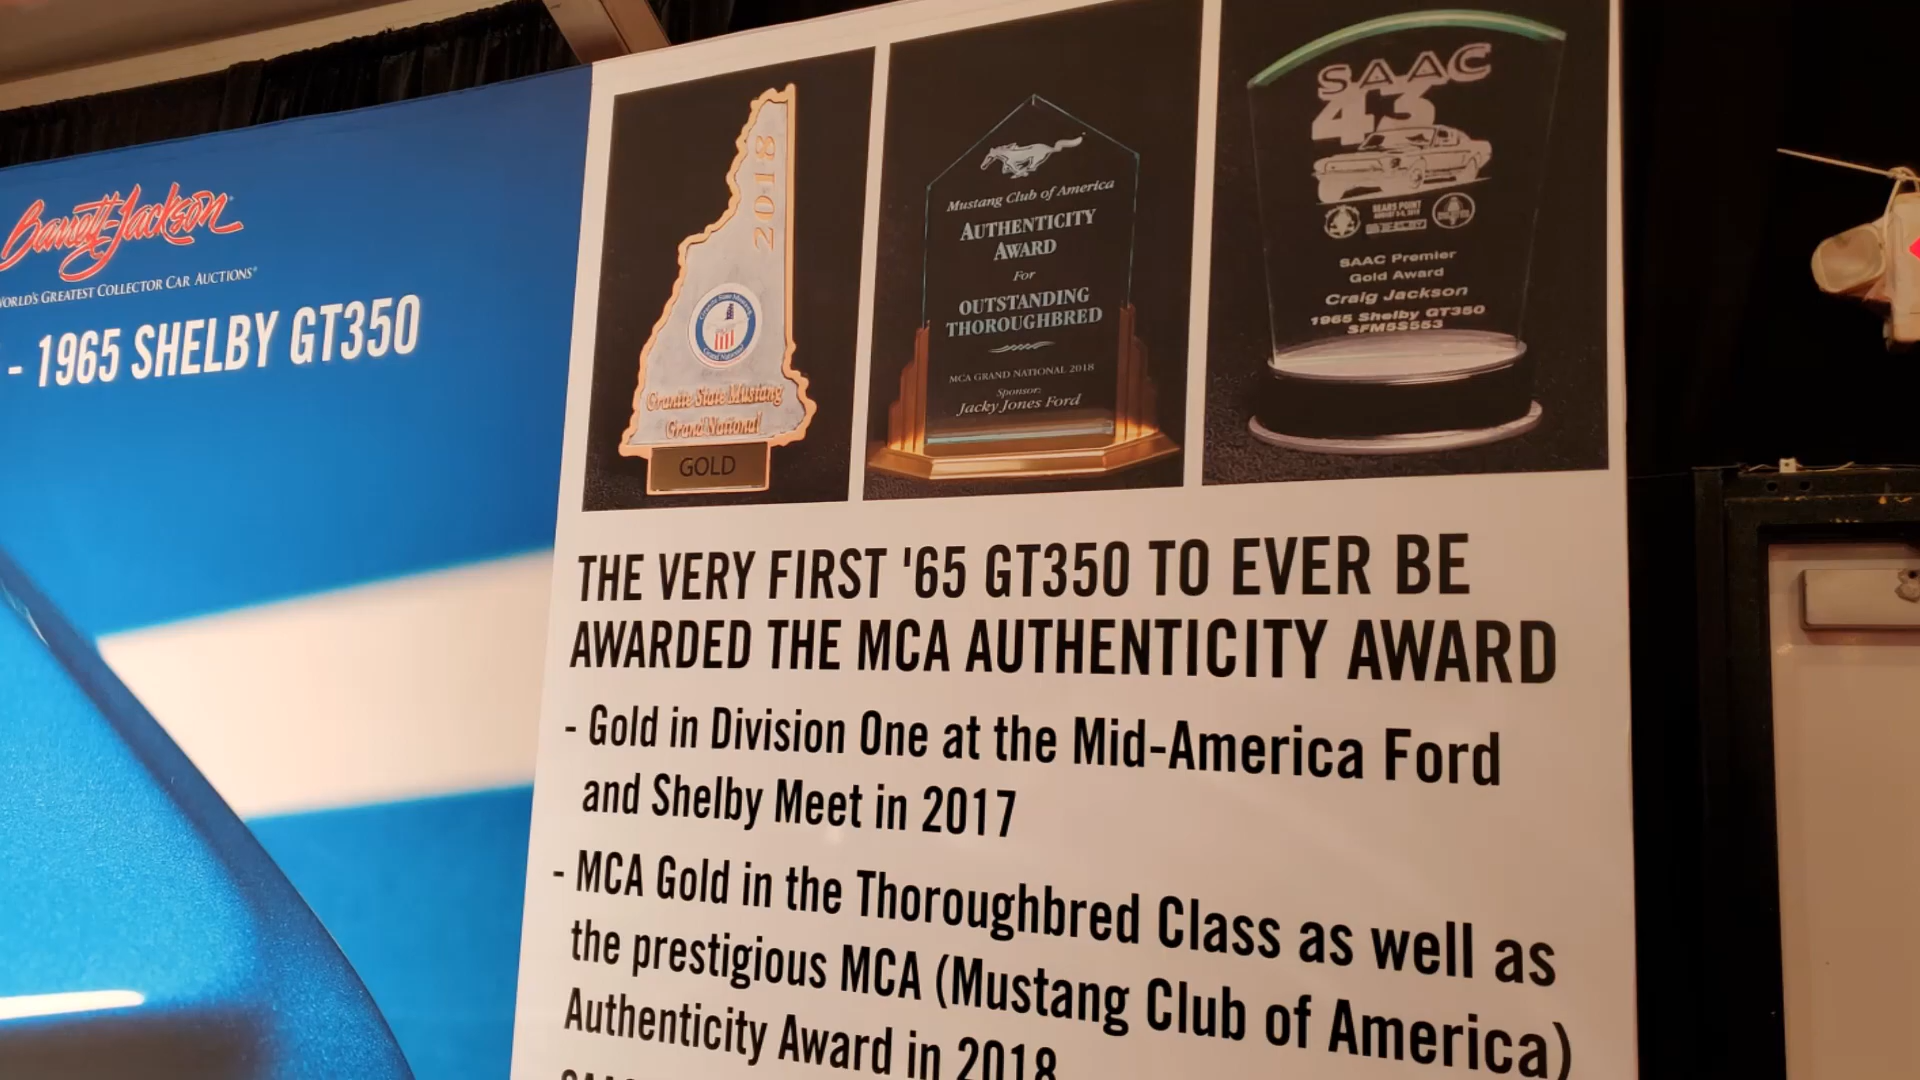 Barrett-Jackson
WORLD'S GREATEST COLLECTOR CAR AUCTIONS®
- 1965 SHELBY GT350
2018
Granite State Mustang
Grand National
GOLD
Mustang Club of America
AUTHENTICITY
AWARD
For
OUTSTANDING
THOROUGHBRED
MCA GRAND NATIONAL 2018
Sponsor:
Jacky Jones Ford
SAAC
43
SEARS POINT
SAAC Premier
Gold Award
Craig Jackson
1965 Shelby GT350
SFM5S553
THE VERY FIRST '65 GT350 TO EVER BE
AWARDED THE MCA AUTHENTICITY AWARD
- Gold in Division One at the Mid-America Ford
and Shelby Meet in 2017
- MCA Gold in the Thoroughbred Class as well as
the prestigious MCA (Mustang Club of America)
Authenticity Award in 2018